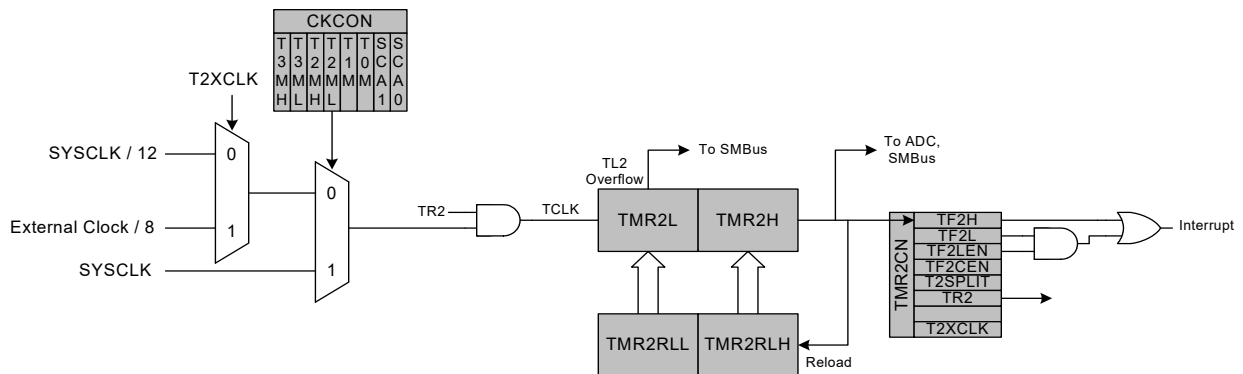 CKCON
T3MH
T3ML
T2MH
T2ML
T1M
T0M
SCA1
SCA0
T2XCLK
SYSCLK / 12
0
External Clock / 8
1
SYSCLK
0
1
TR2
TCLK
TL2
Overflow
To SMBus
TMR2L
TMR2H
To ADC,
SMBus
TMR2RLL
TMR2RLH
Reload
TMR2CN
TF2H
TF2L
TF2LEN
TF2CEN
T2SPLIT
TR2
T2XCLK
Interrupt